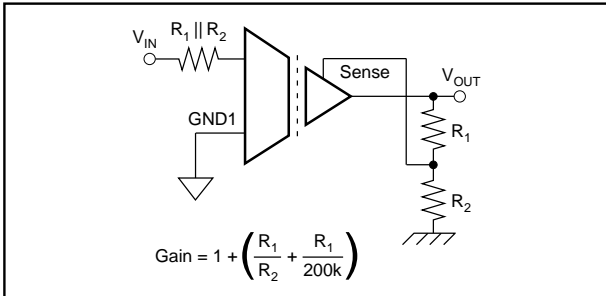 V_IN
R_1 || R_2
Sense
V_OUT
GND1
R_1
R_2
Gain = 1 + (R_1/R_2 + R_1/200k)